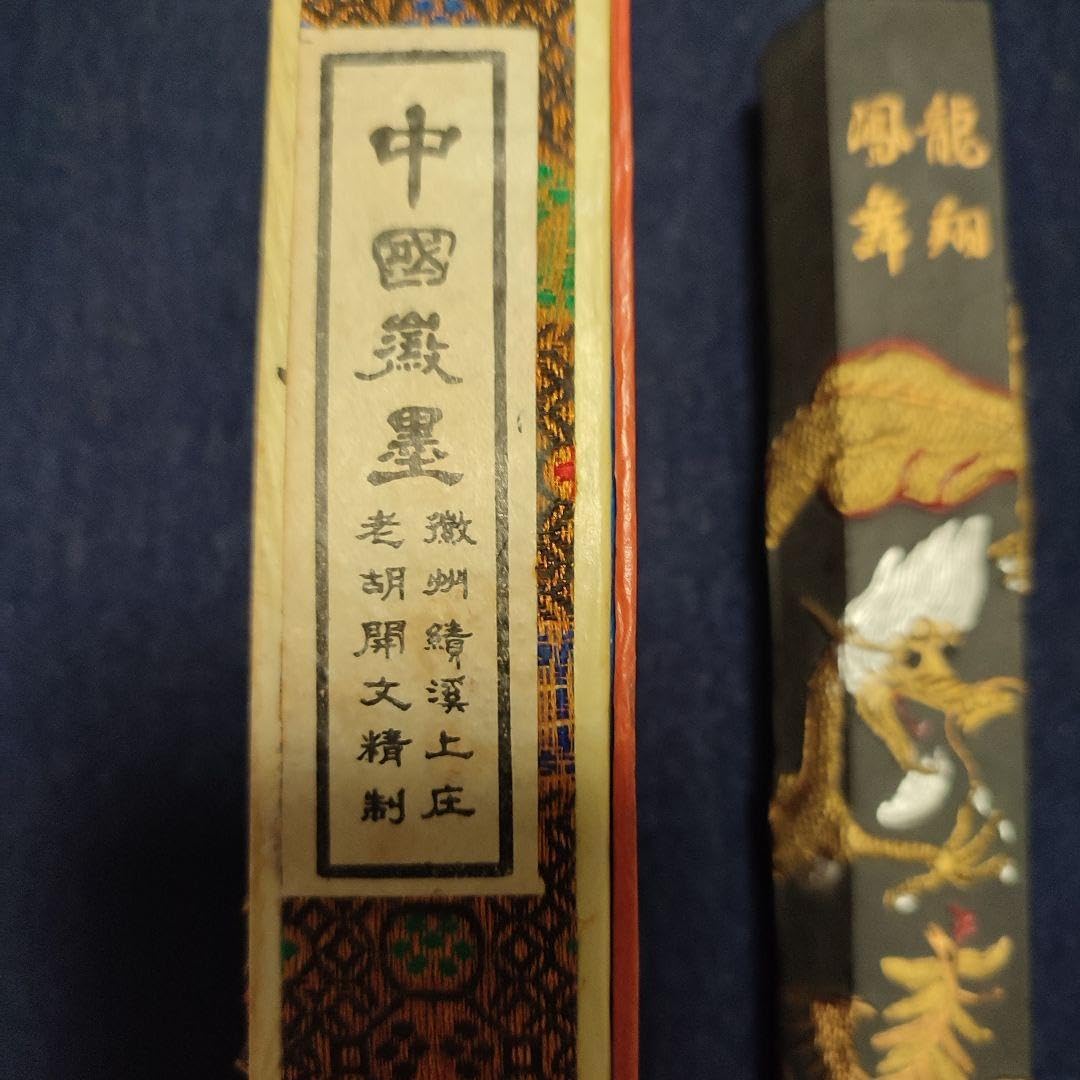 中國徽墨
徽州績溪上庄
老胡開文精制
龍翔
鳳舞